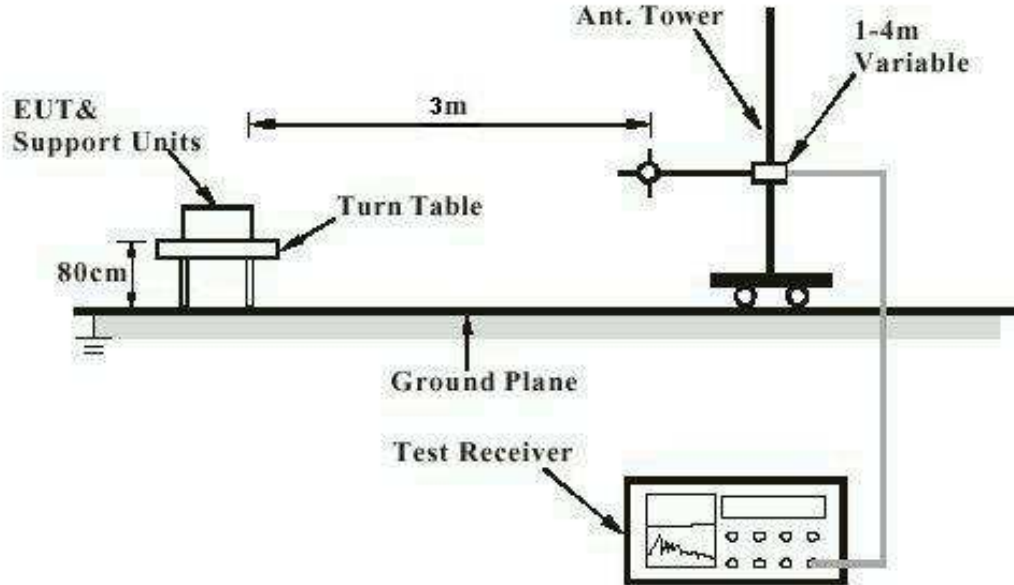 Ant. Tower
1-4m
Variable
3m
EUT&
Support Units
Turn Table
80cm
Ground Plane
Test Receiver